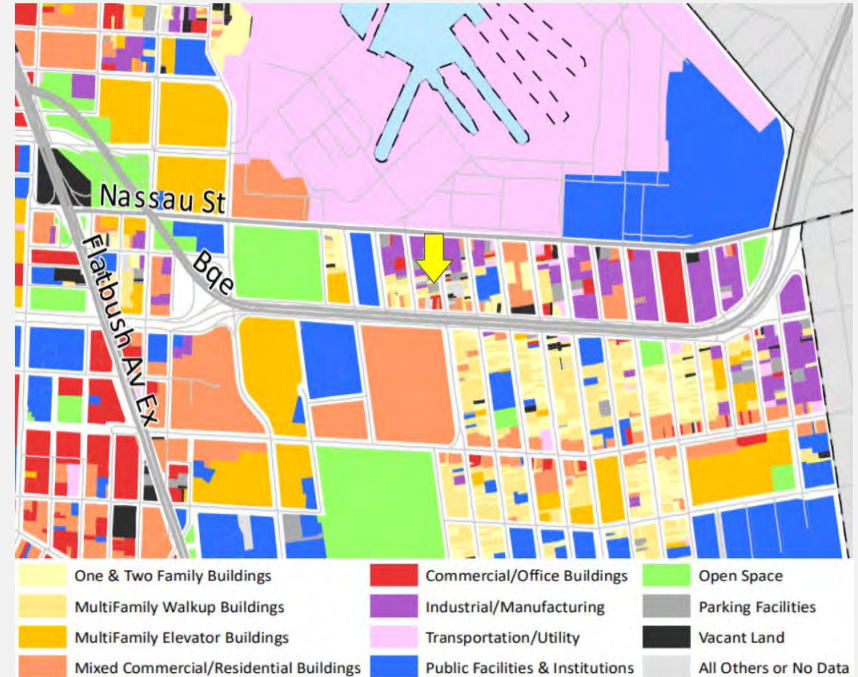 Nassau St
Bqe
Flatbush Av Ex
One & Two Family Buildings
MultiFamily Walkup Buildings
MultiFamily Elevator Buildings
Mixed Commercial/Residential Buildings
Commercial/Office Buildings
Industrial/Manufacturing
Transportation/Utility
Public Facilities & Institutions
Open Space
Parking Facilities
Vacant Land
All Others or No Data